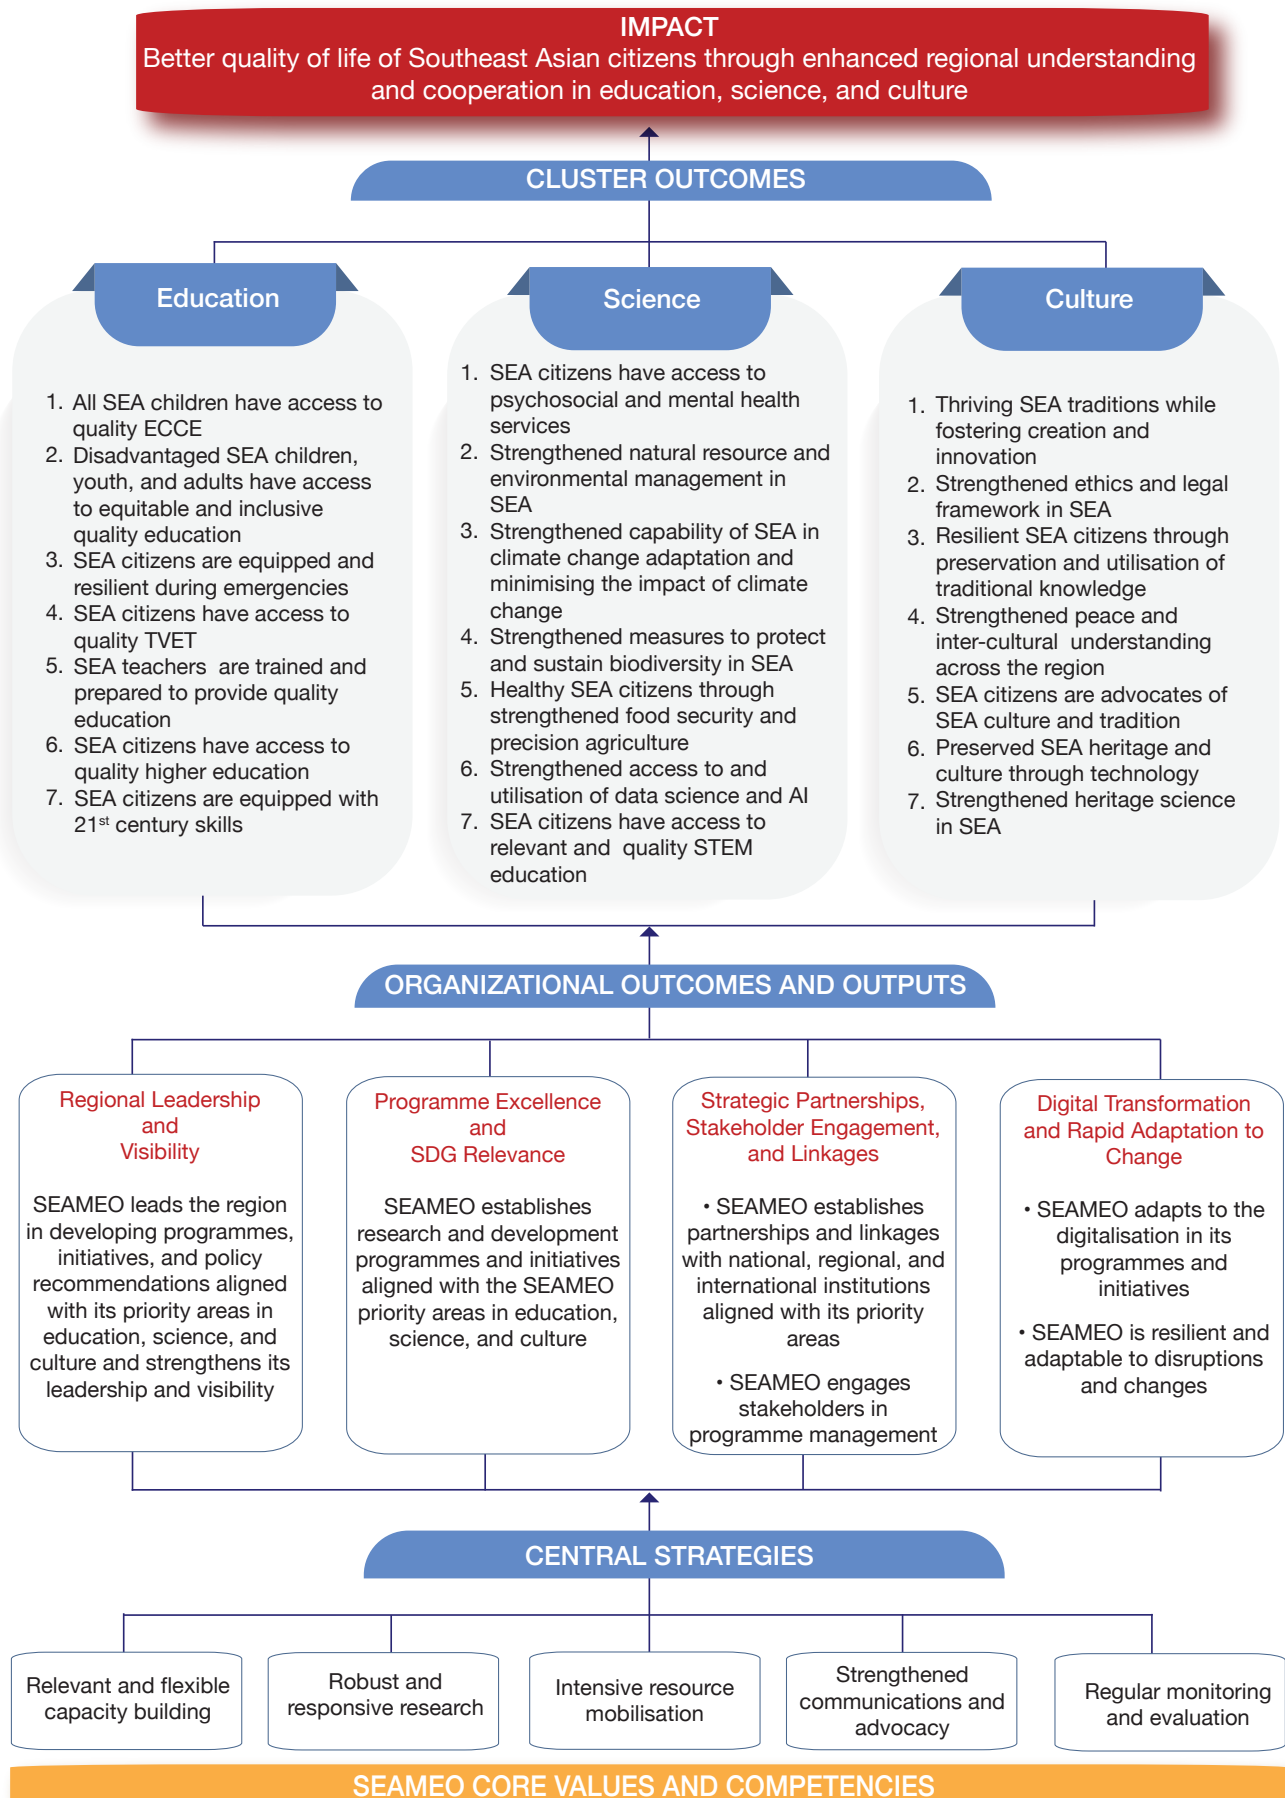 IMPACT
Better quality of life of Southeast Asian citizens through enhanced regional understanding
and cooperation in education, science, and culture
CLUSTER OUTCOMES
Education
1. All SEA children have access to
quality ECCE
2. Disadvantaged SEA children,
youth, and adults have access
to equitable and inclusive
quality education
3. SEA citizens are equipped and
resilient during emergencies
4. SEA citizens have access to
quality TVET
5. SEA teachers are trained and
prepared to provide quality
education
6. SEA citizens have access to
quality higher education
7. SEA citizens are equipped with
21st century skills
Science
1. SEA citizens have access to
psychosocial and mental health
services
2. Strengthened natural resource and
environmental management in
SEA
3. Strengthened capability of SEA in
climate change adaptation and
minimising the impact of climate
change
4. Strengthened measures to protect
and sustain biodiversity in SEA
5. Healthy SEA citizens through
strengthened food security and
precision agriculture
6. Strengthened access to and
utilisation of data science and AI
7. SEA citizens have access to
relevant and quality STEM
education
Culture
1. Thriving SEA traditions while
fostering creation and
innovation
2. Strengthened ethics and legal
framework in SEA
3. Resilient SEA citizens through
preservation and utilisation of
traditional knowledge
4. Strengthened peace and
inter-cultural understanding
across the region
5. SEA citizens are advocates of
SEA culture and tradition
6. Preserved SEA heritage and
culture through technology
7. Strengthened heritage science
in SEA
ORGANIZATIONAL OUTCOMES AND OUTPUTS
Regional Leadership
and
Visibility
SEAMEO leads the region
in developing programmes,
initiatives, and policy
recommendations aligned
with its priority areas in
education, science, and
culture and strengthens its
leadership and visibility
Programme Excellence
and
SDG Relevance
SEAMEO establishes
research and development
programmes and initiatives
aligned with the SEAMEO
priority areas in education,
science, and culture
Strategic Partnerships,
Stakeholder Engagement,
and Linkages
• SEAMEO establishes
partnerships and linkages
with national, regional, and
international institutions
aligned with its priority
areas
• SEAMEO engages
stakeholders in
programme management
Digital Transformation
and Rapid Adaptation to
Change
• SEAMEO adapts to the
digitalisation in its
programmes and
initiatives
• SEAMEO is resilient and
adaptable to disruptions
and changes
CENTRAL STRATEGIES
Relevant and flexible
capacity building
Robust and
responsive research
Intensive resource
mobilisation
Strengthened
communications and
advocacy
Regular monitoring
and evaluation
SEAMEO CORE VALUES AND COMPETENCIES